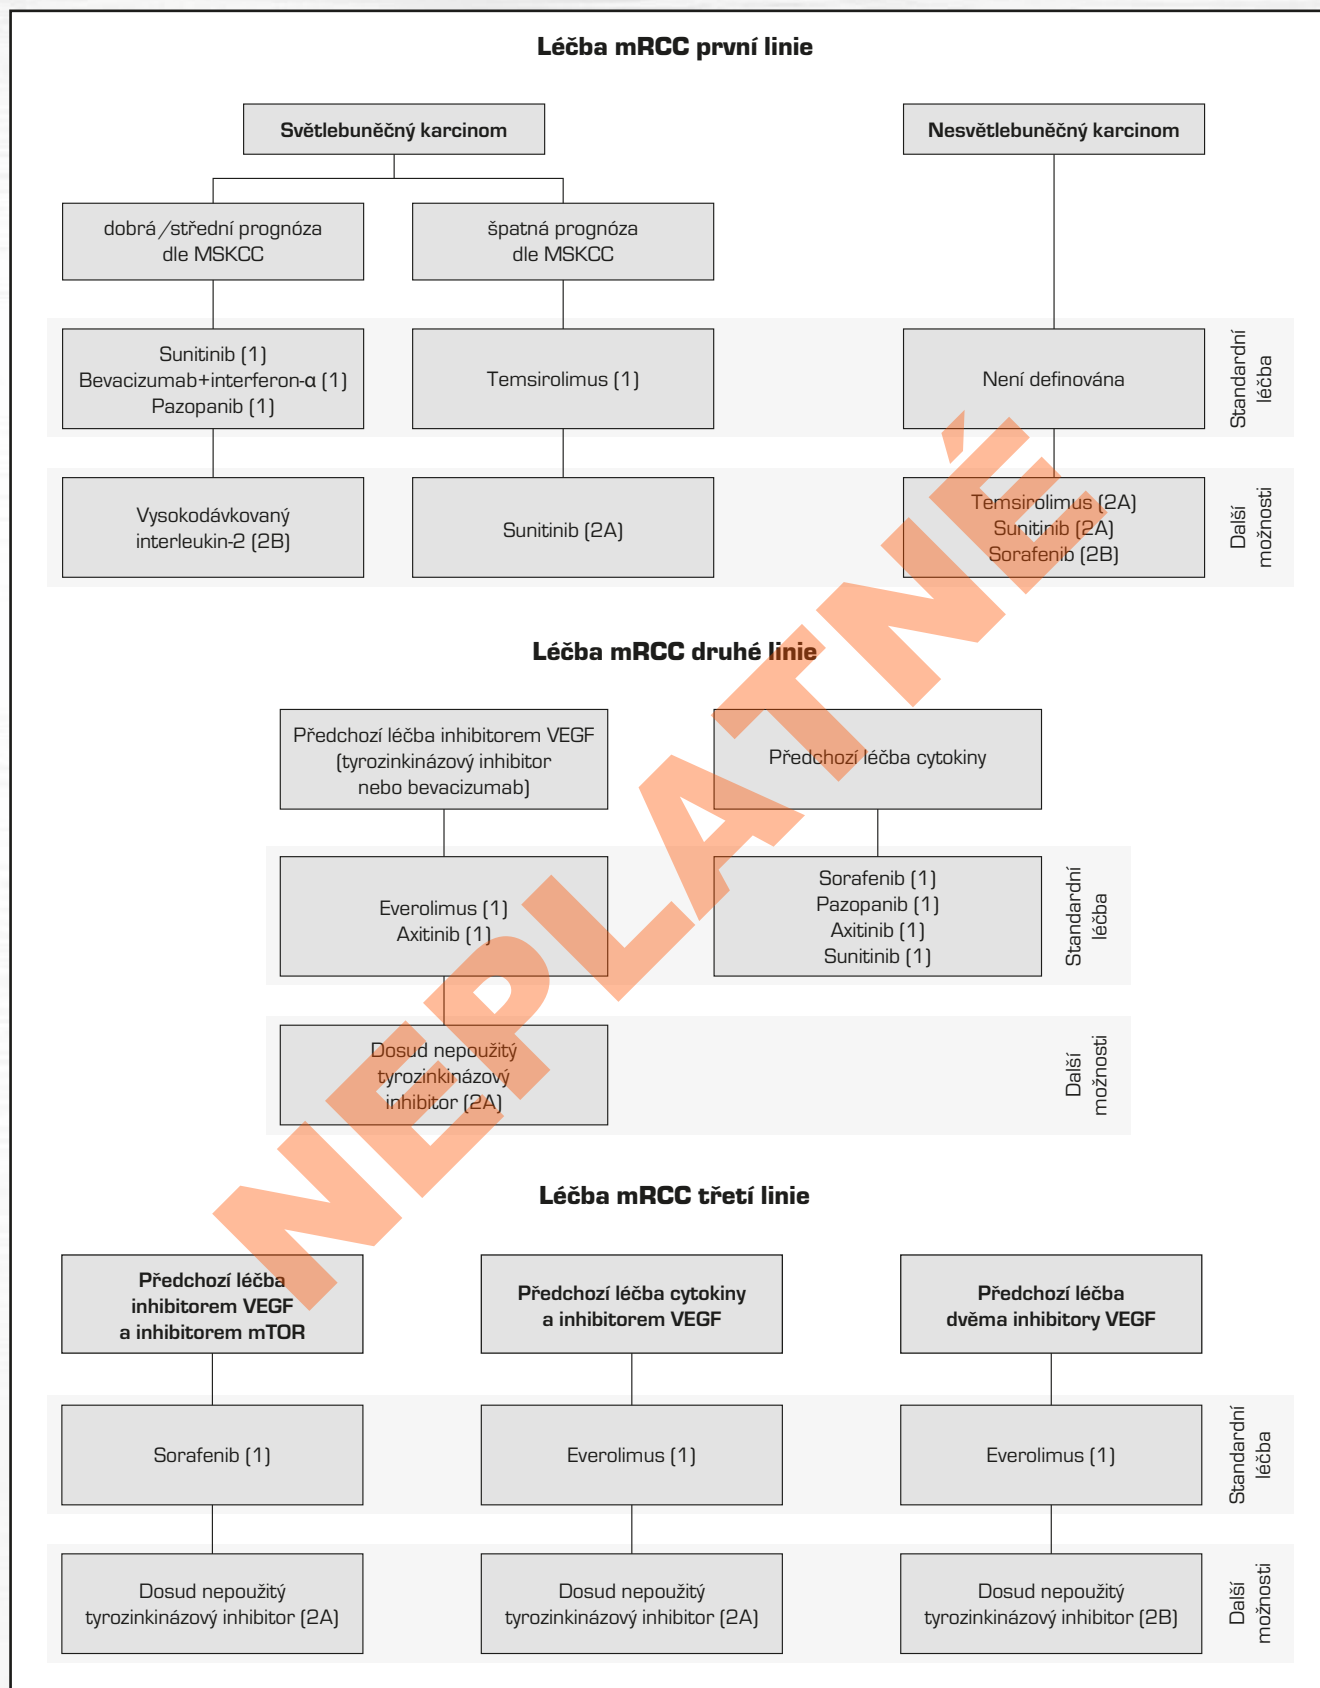 Léčba mRCC první linie
Světlebuněčný karcinom
Nesvětlebuněčný karcinom
dobrá/střední prognóza
dle MSKCC
špatná prognóza
dle MSKCC
Sunitinib (1)
Bevacizumab+interferon-α (1)
Pazopanib (1)
Temsirolimus (1)
Není definována
Standardní
léčba
Vysokodávkovaný
interleukin-2 (2B)
Sunitinib (2A)
Temsirolimus (2A)
Sunitinib (2A)
Sorafenib (2B)
Další
možnosti
Léčba mRCC druhé linie
Předchozí léčba inhibitorem VEGF
(tyrozinkinázový inhibitor
nebo bevacizumab)
Předchozí léčba cytokiny
Everolimus (1)
Axitinib (1)
Sorafenib (1)
Pazopanib (1)
Axitinib (1)
Sunitinib (1)
Standardní
léčba
Dosud nepoužitý
tyrozinkinázový
inhibitor (2A)
Další
možnosti
Léčba mRCC třetí linie
Předchozí léčba
inhibitorem VEGF
a inhibitorem mTOR
Předchozí léčba cytokiny
a inhibitorem VEGF
Předchozí léčba
dvěma inhibitory VEGF
Sorafenib (1)
Everolimus (1)
Everolimus (1)
Standardní
léčba
Dosud nepoužitý
tyrozinkinázový inhibitor (2A)
Dosud nepoužitý
tyrozinkinázový inhibitor (2A)
Dosud nepoužitý
tyrozinkinázový inhibitor (2B)
Další
možnosti
NEPLATNÉ